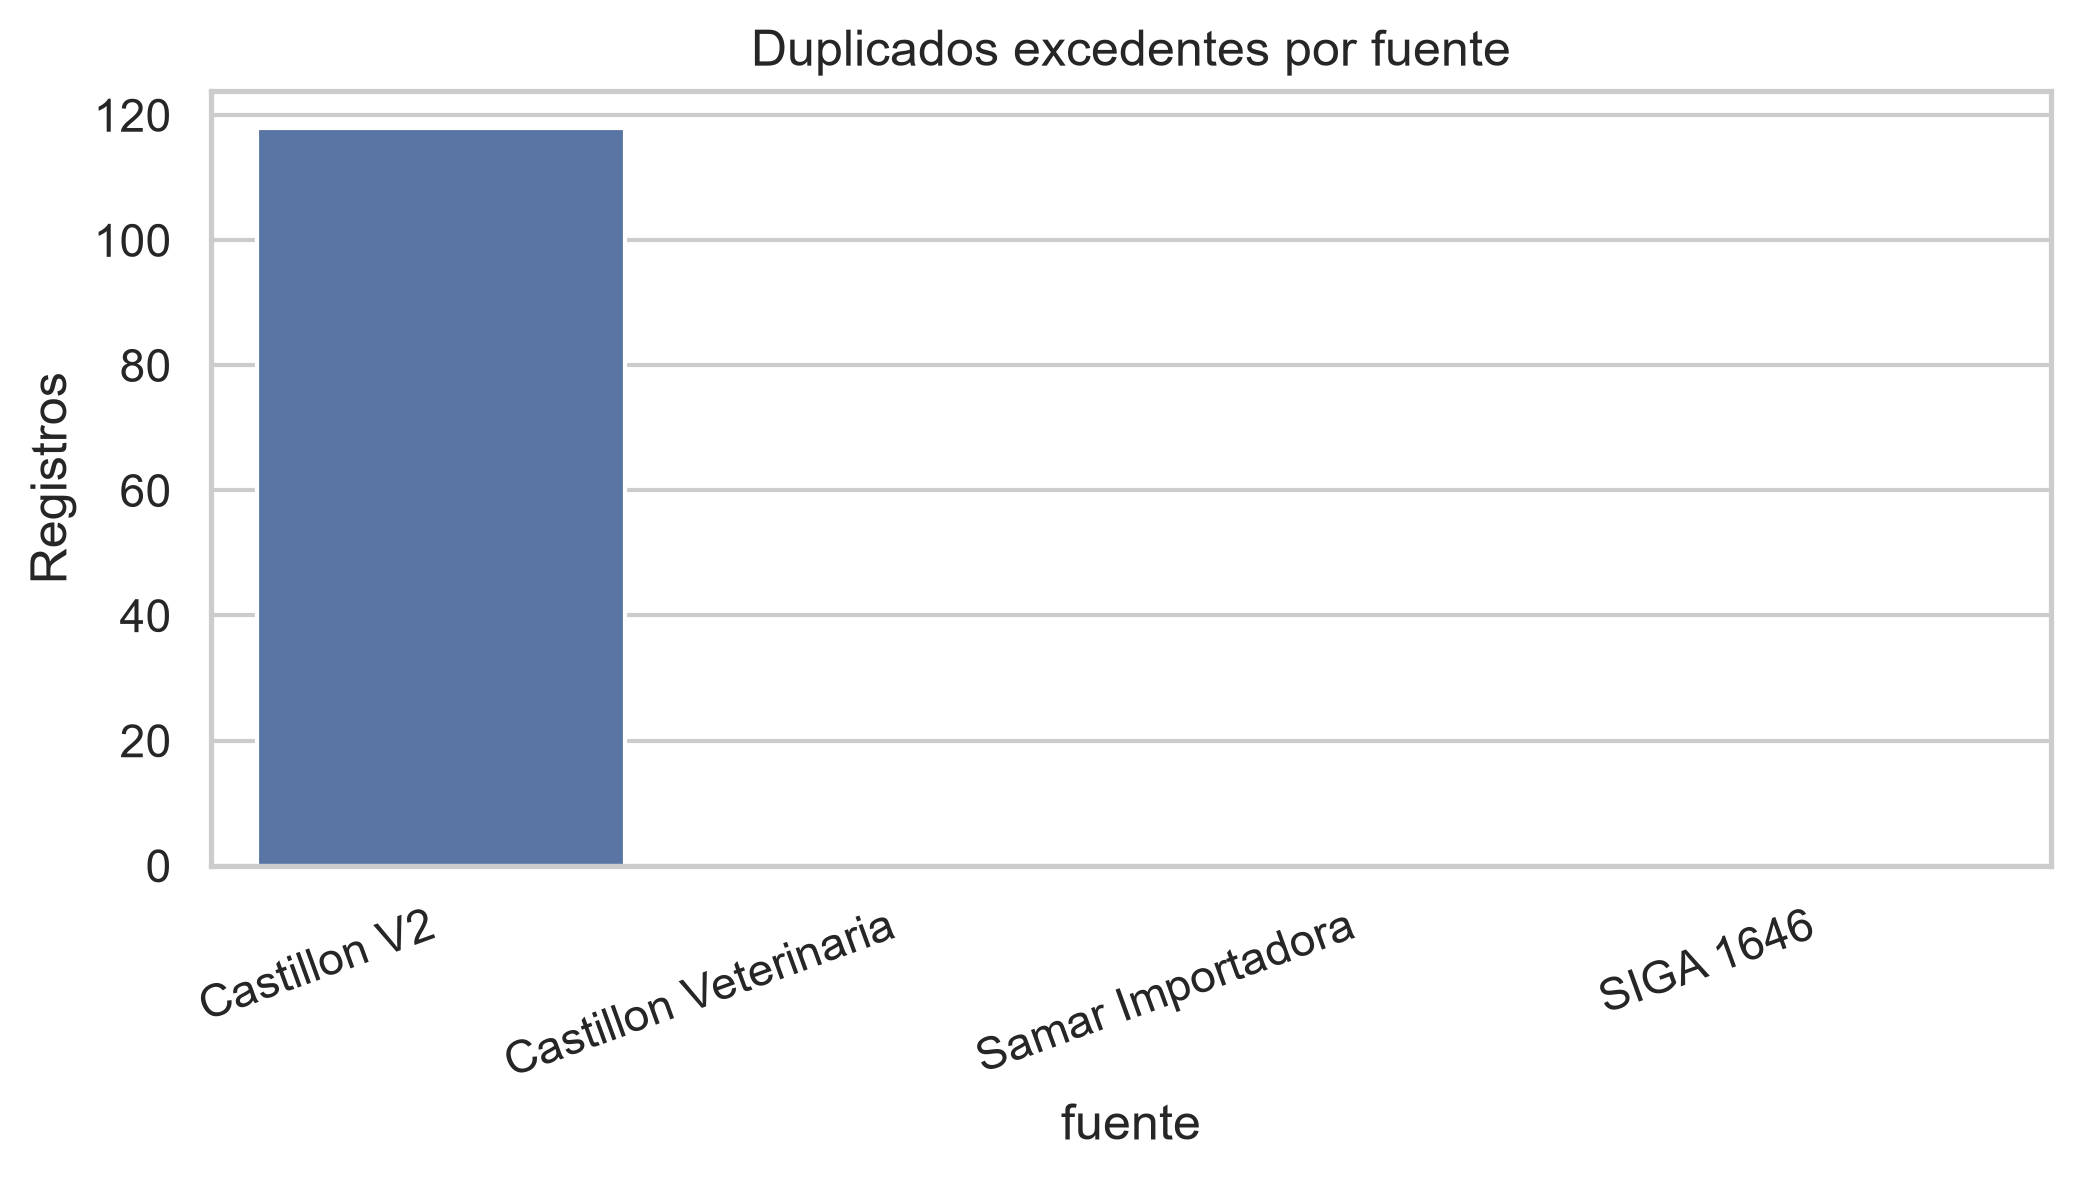 Duplicados excedentes por fuente
Registros
120
100
80
60
40
20
0
Castillon V2
Castillon Veterinaria
Samar Importadora
SIGA 1646
fuente